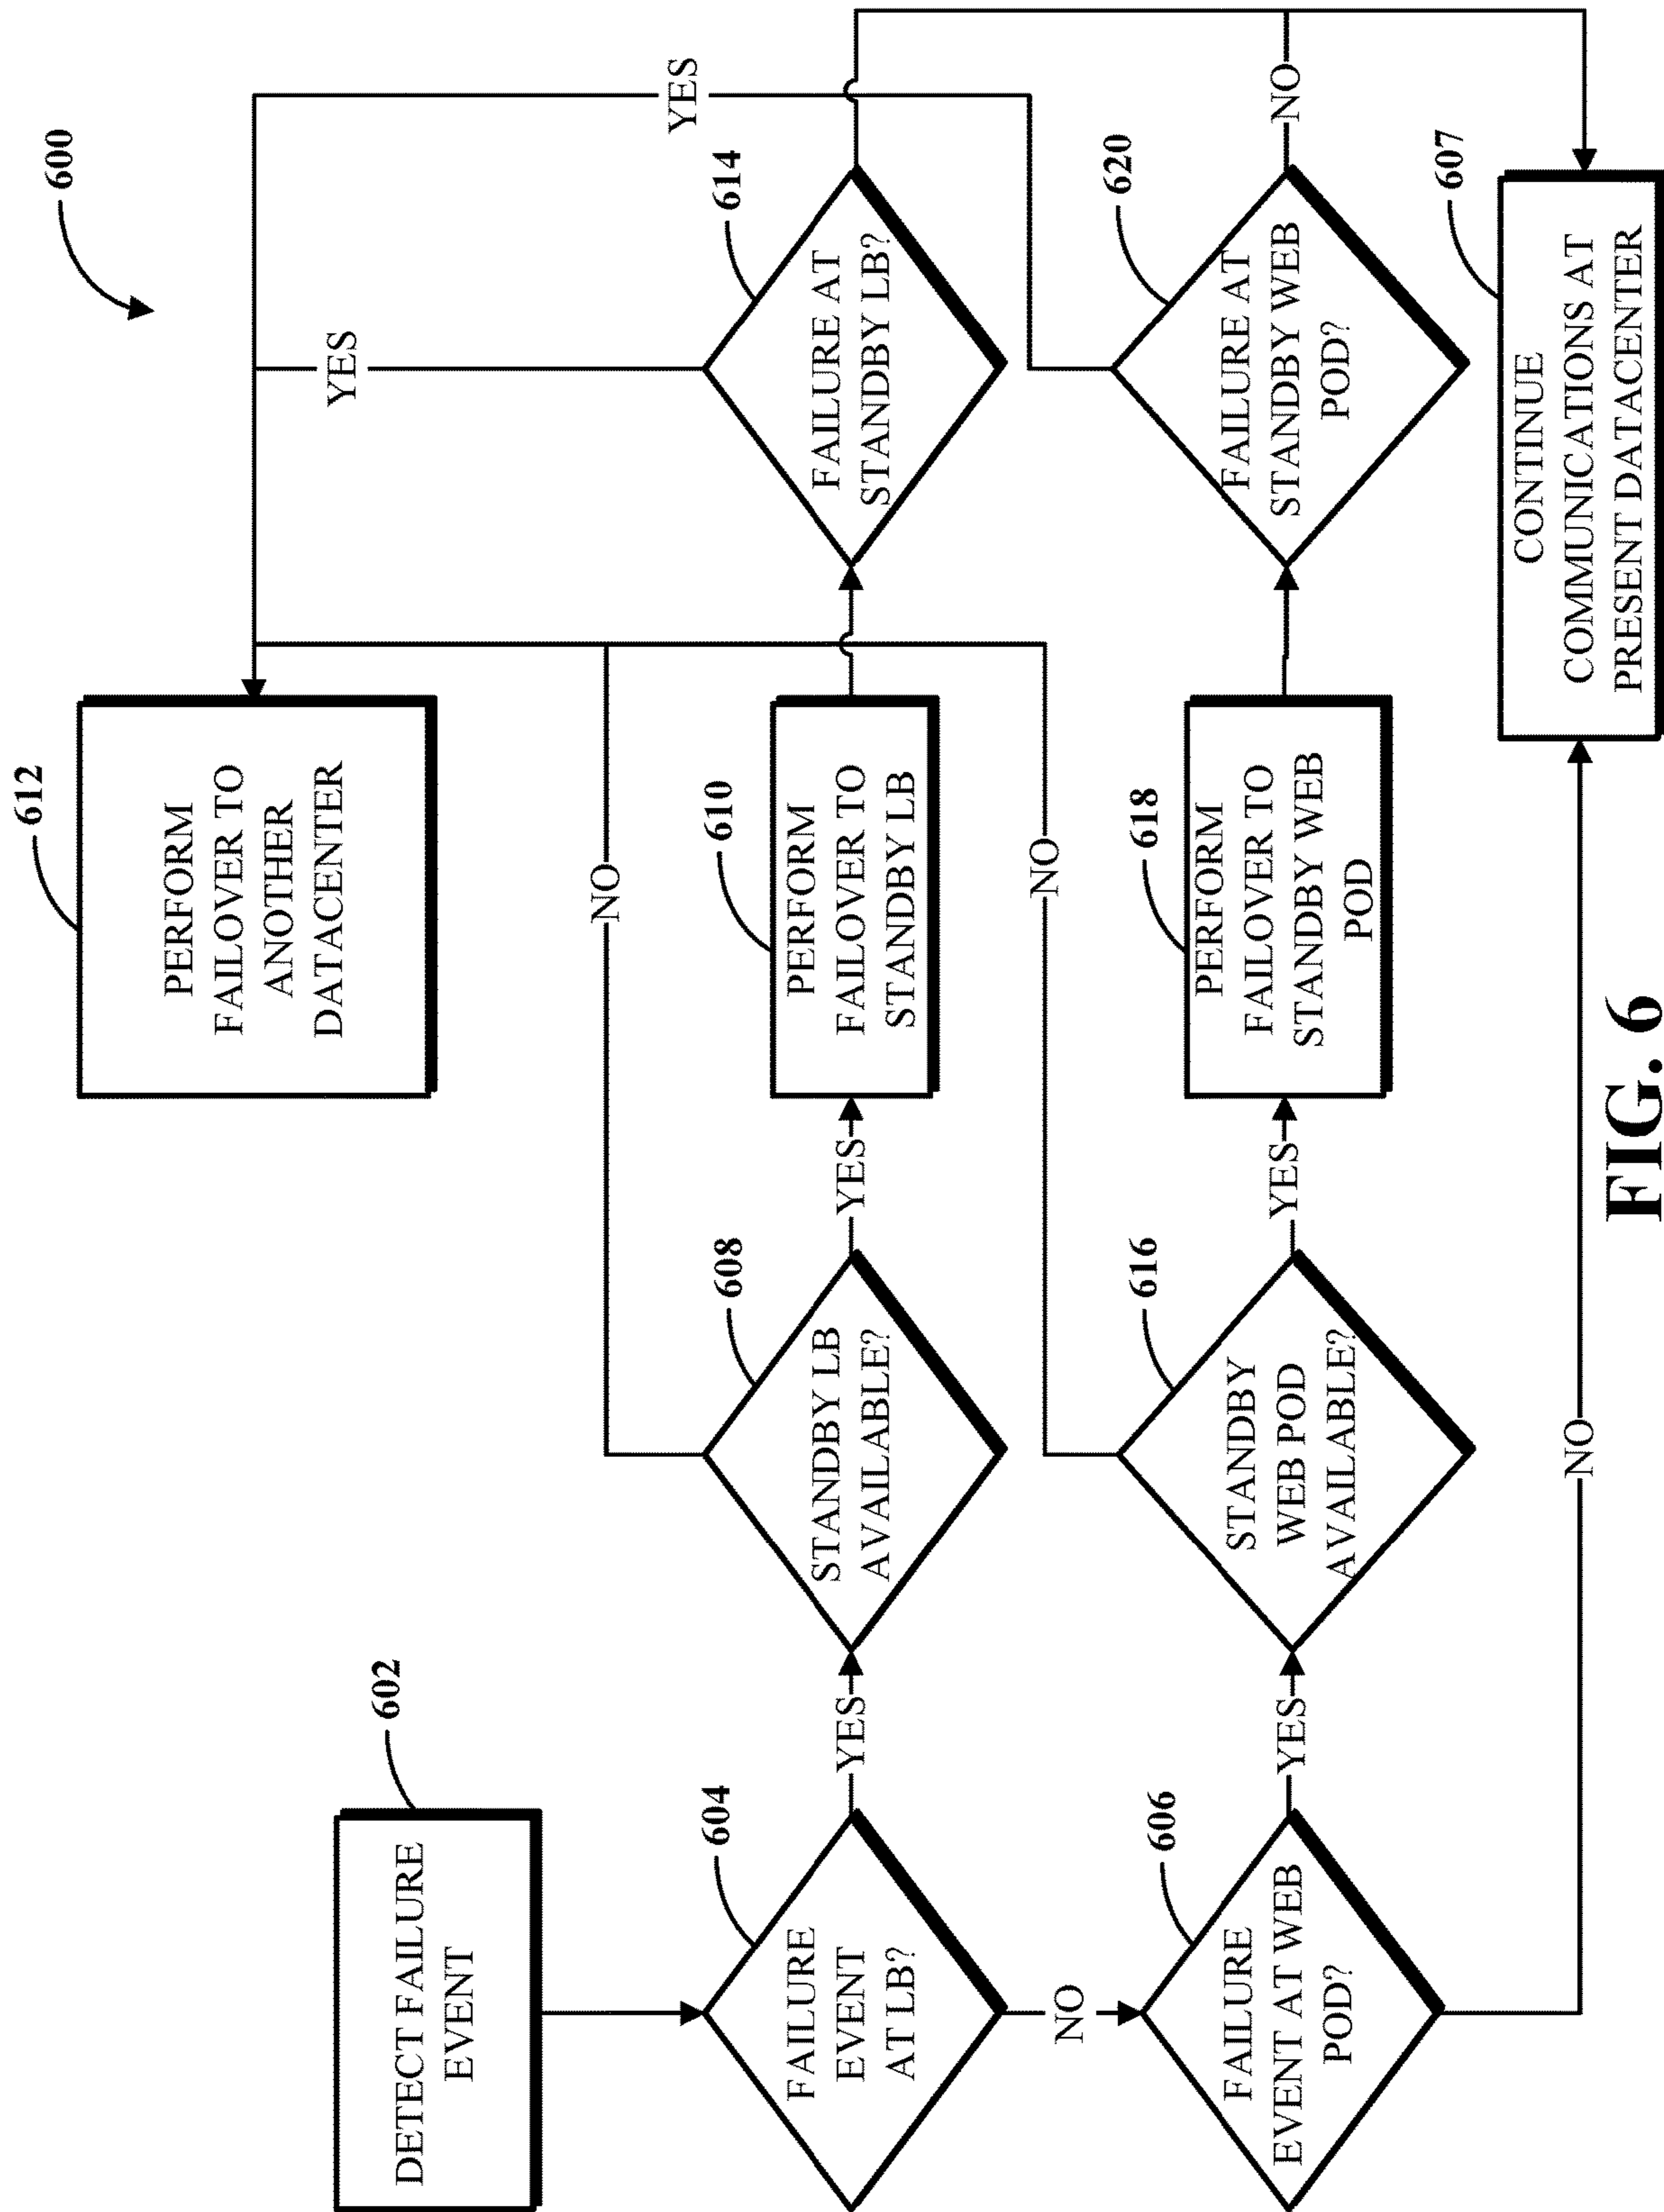 600
DETECT FAILURE
EVENT
602
FAILURE
EVENT
AT LB?
604
YES
NO
STANDBY LB
AVAILABLE?
608
YES
NO
PERFORM
FAILOVER TO
STANDBY LB
610
PERFORM
FAILOVER TO
ANOTHER
DATACENTER
612
FAILURE AT
STANDBY LB?
614
YES
FAILURE
EVENT AT WEB
POD?
606
YES
NO
STANDBY
WEB POD
AVAILABLE?
616
YES
NO
PERFORM
FAILOVER TO
STANDBY WEB
POD
618
FAILURE AT
STANDBY WEB
POD?
620
YES
NO
CONTINUE
COMMUNICATIONS AT
PRESENT DATACENTER
607
FIG. 6